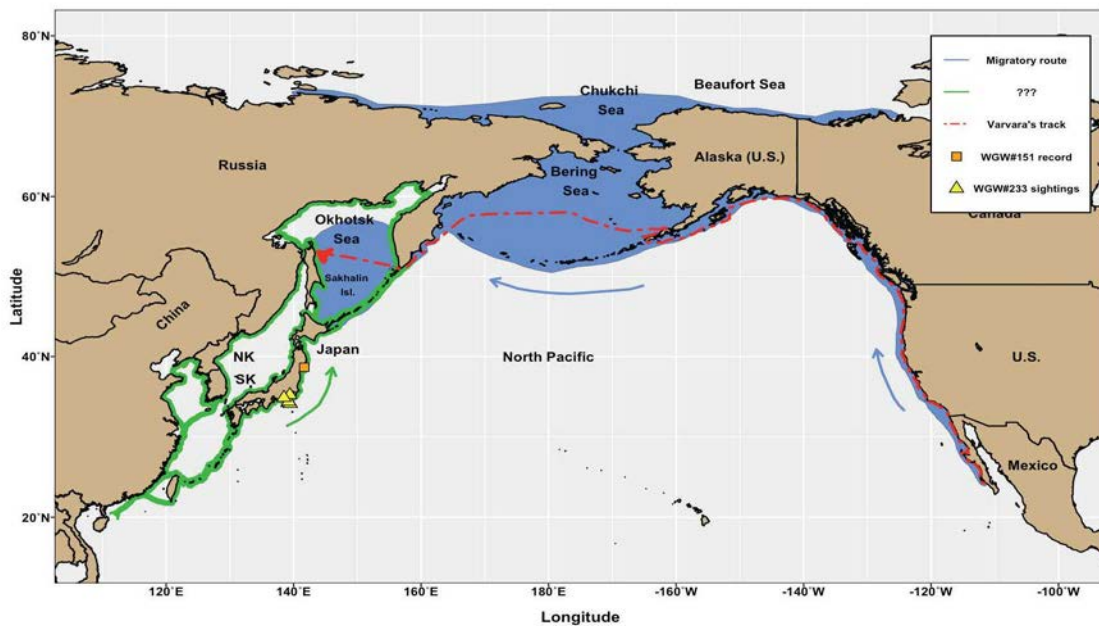 80°N
60°N
40°N
20°N
Latitude
120°E
140°E
160°E
180°E
-160°W
-140°W
-120°W
-100°W
Longitude
Chukchi
Sea
Beaufort Sea
Russia
Alaska (U.S.)
Bering
Sea
Canada
Okhotsk
Sea
Sakhalin
Isl.
China
NK
SK
Japan
North Pacific
U.S.
Mexico
Migratory route
???
Varvara's track
WGW#151 record
WGW#233 sightings